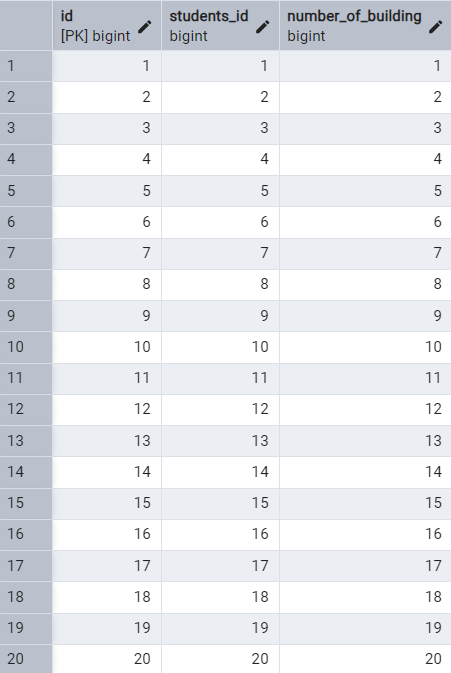 id students_id number_of_building
[PK] bigint bigint bigint
1 1 1 1
2 2 2 2
3 3 3 3
4 4 4 4
5 5 5 5
6 6 6 6
7 7 7 7
8 8 8 8
9 9 9 9
10 10 10 10
11 11 11 11
12 12 12 12
13 13 13 13
14 14 14 14
15 15 15 15
16 16 16 16
17 17 17 17
18 18 18 18
19 19 19 19
20 20 20 20